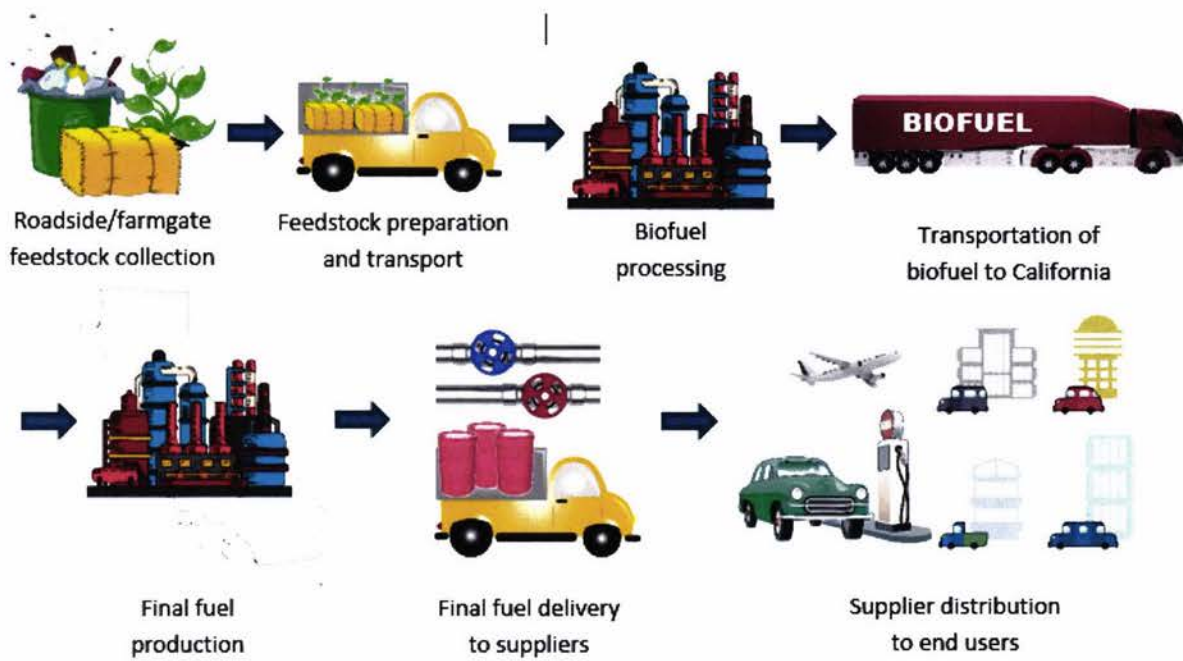 BIOFUEL
Roadside/farmgate
feedstock collection
Feedstock preparation
and transport
Biofuel
processing
Transportation of
biofuel to California
Final fuel
production
Final fuel delivery
to suppliers
Supplier distribution
to end users